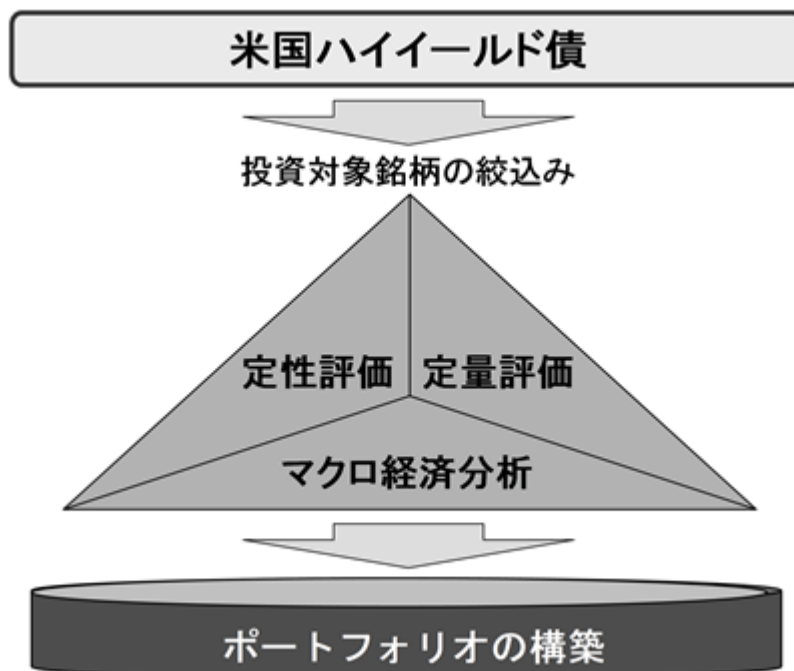 米国ハイイールド債
投資対象銘柄の絞込み
定性評価
定量評価
マクロ経済分析
ポートフォリオの構築